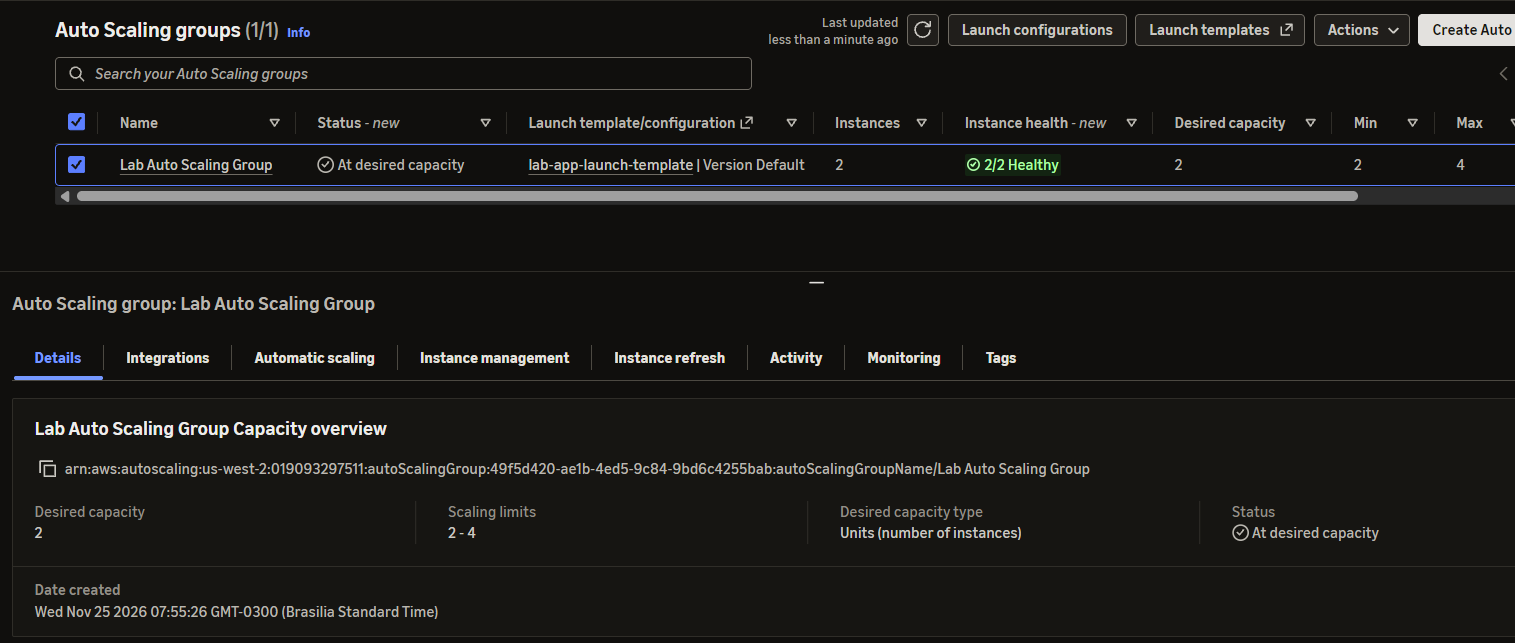 Auto Scaling groups (1/1) Info
Last updated
less than a minute ago
Launch configurations
Launch templates
Actions
Create Auto
Search your Auto Scaling groups
Name Status - new Launch template/configuration Instances Instance health - new Desired capacity Min Max
Lab Auto Scaling Group At desired capacity lab-app-launch-template | Version Default 2 2/2 Healthy 2 2 4
Auto Scaling group: Lab Auto Scaling Group
Details Integrations Automatic scaling Instance management Instance refresh Activity Monitoring Tags
Lab Auto Scaling Group Capacity overview
arn:aws:autoscaling:us-west-2:019093297511:autoScalingGroup:49f5d420-ae1b-4ed5-9c84-9bd6c4255bab:autoScalingGroupName/Lab Auto Scaling Group
Desired capacity Scaling limits Desired capacity type Status
2 2 - 4 Units (number of instances) At desired capacity
Date created
Wed Nov 25 2026 07:55:26 GMT-0300 (Brasilia Standard Time)